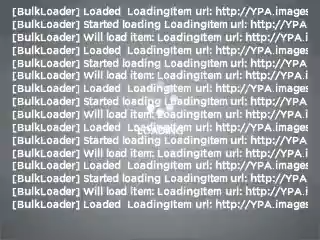 [BulkLoader] Loaded LoadingItem url: http://YPA.images
[BulkLoader] Started loading LoadingItem url: http://YPA
[BulkLoader] Will load item: LoadingItem url: http://YPA.i
[BulkLoader] Loaded LoadingItem url: http://YPA.images
[BulkLoader] Started loading LoadingItem url: http://YPA
[BulkLoader] Will load item: LoadingItem url: http://YPA.i
[BulkLoader] Loaded LoadingItem url: http://YPA.images
[BulkLoader] Started loading LoadingItem url: http://YPA
[BulkLoader] Will load item: LoadingItem url: http://YPA.i
[BulkLoader] Loaded LoadingItem url: http://YPA.images
LOADING
[BulkLoader] Started loading LoadingItem url: http://YPA
[BulkLoader] Will load item: LoadingItem url: http://YPA.i
[BulkLoader] Loaded LoadingItem url: http://YPA.images
[BulkLoader] Started loading LoadingItem url: http://YPA
[BulkLoader] Will load item: LoadingItem url: http://YPA.i
[BulkLoader] Loaded LoadingItem url: http://YPA.images